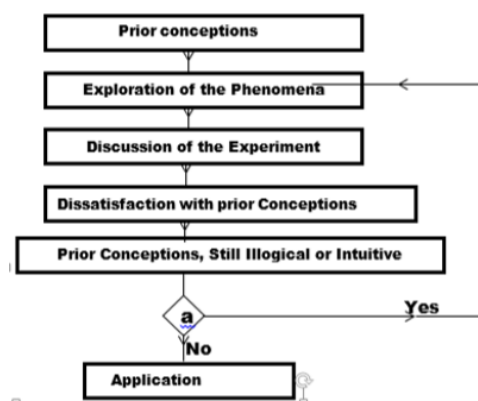 Prior conceptions
Exploration of the Phenomena
Discussion of the Experiment
Dissatisfaction with prior Conceptions
Prior Conceptions, Still Illogical or Intuitive
a
Yes
No
Application